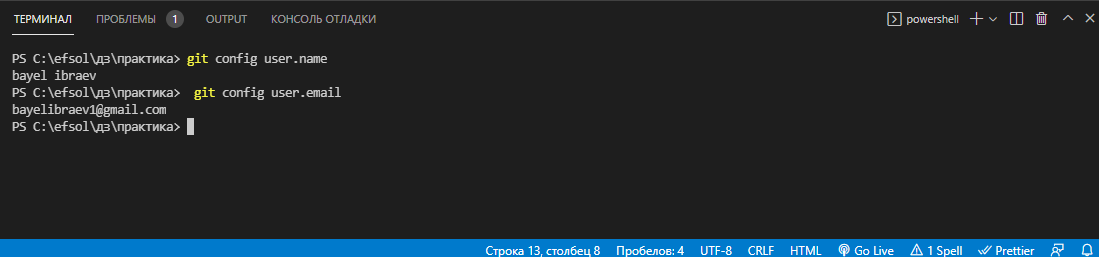 ТЕРМИНАЛ ПРОБЛЕМЫ 1 OUTPUT КОНСОЛЬ ОТЛАДКИ powershell
PS C:\efsol\дз\практика> git config user.name
bayel ibraev
PS C:\efsol\дз\практика>  git config user.email
bayelibraev1@gmail.com
PS C:\efsol\дз\практика>
Строка 13, столбец 8 Пробелов: 4 UTF-8 CRLF HTML Go Live 1 Spell Prettier